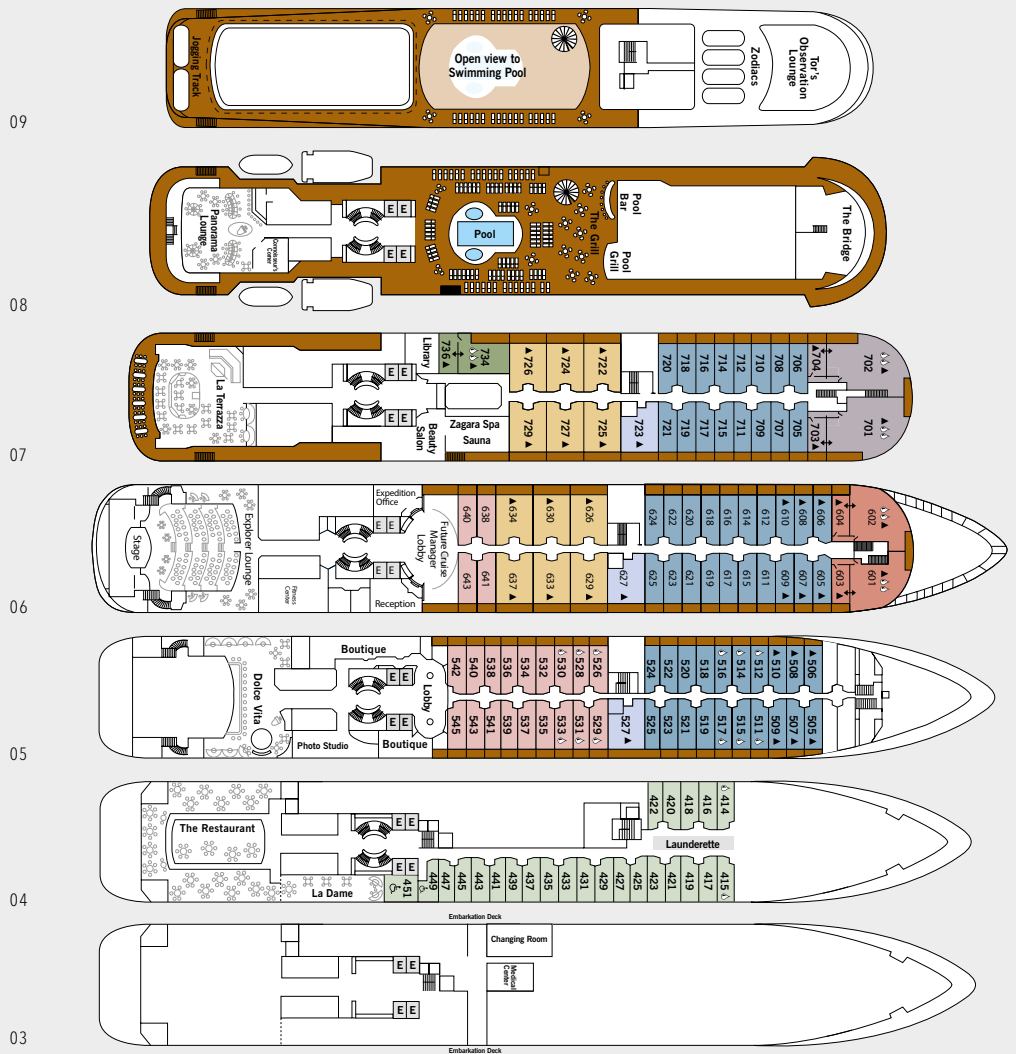 Jogging Track
Open view to
Swimming Pool
Zodiacs
Tor's
Observation
Lounge
09
Panorama
Lounge
Connoisseur's
Corner
E E
E E
Pool
The Grill
Pool
Bar
Pool
Grill
The Bridge
08
La Terrazza
E E
E E
Library
Beauty
Salon
Zagara Spa
Sauna
736 734 726 724 722 720 718 716 714 712 710 708 706 704 702
729 727 725 723 721 719 717 715 711 709 707 705 703 701
07
Stage
Explorer Lounge
Fitness
Center
Expedition
Office
E E
E E
Reception
Lobby
Future Cruise
Manager
640 638 634 630 626 624 622 620 618 616 614 612 610 608 606 604 602
643 641 637 633 629 627 625 623 621 619 617 615 611 609 607 605 603 601
06
Dolce Vita
Boutique
E E
E E
Photo Studio
Boutique
Lobby
542 540 538 536 534 532 530 528 526 524 522 520 518 516 514 512 510 508 506
545 543 541 539 537 535 533 531 529 527 525 523 521 519 517 515 511 509 507 505
05
The Restaurant
E E
E E
La Dame
422 420 418 416 414
Launderette
451 449 447 445 443 441 439 437 435 433 431 429 427 425 423 421 419 417 415
04
Embarkation Deck
E E
E E
Changing Room
Medical
Center
03
Embarkation Deck